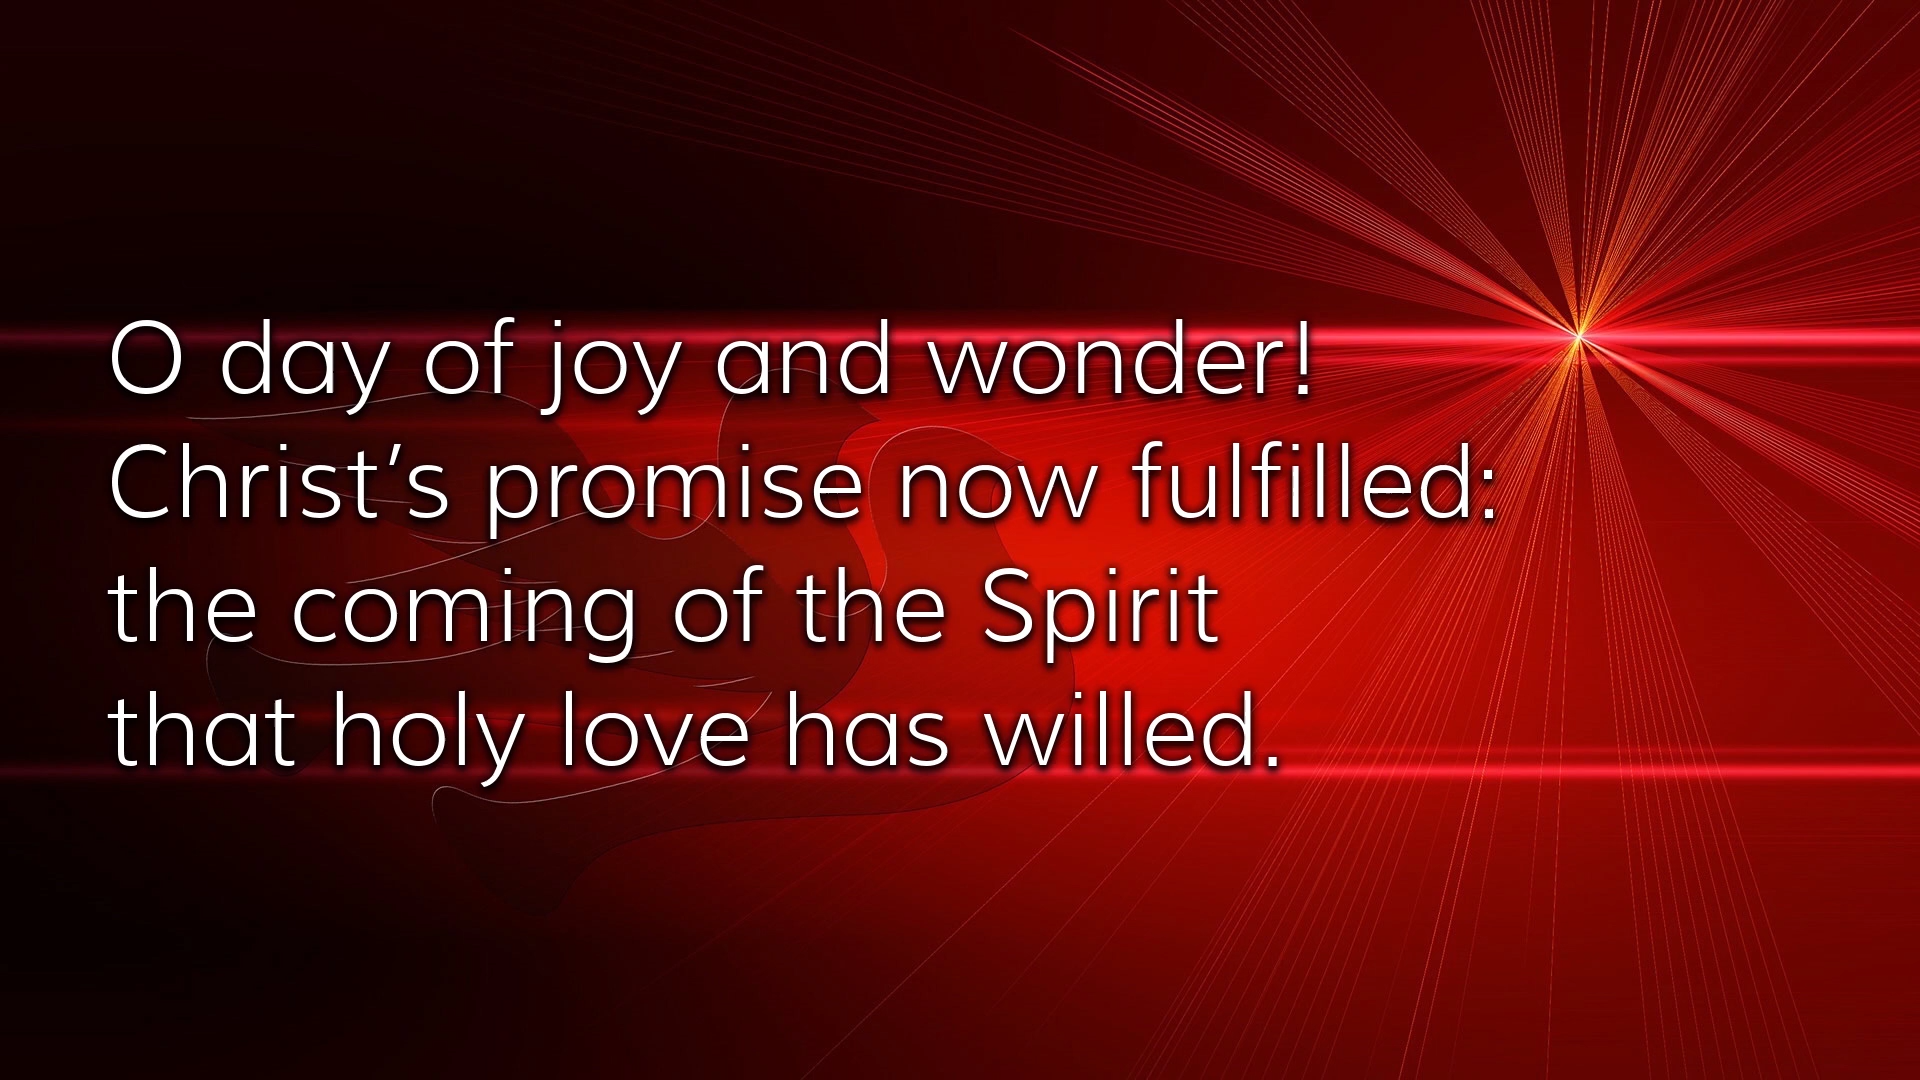 O day of joy and wonder!
Christ’s promise now fulfilled:
the coming of the Spirit
that holy love has willed.